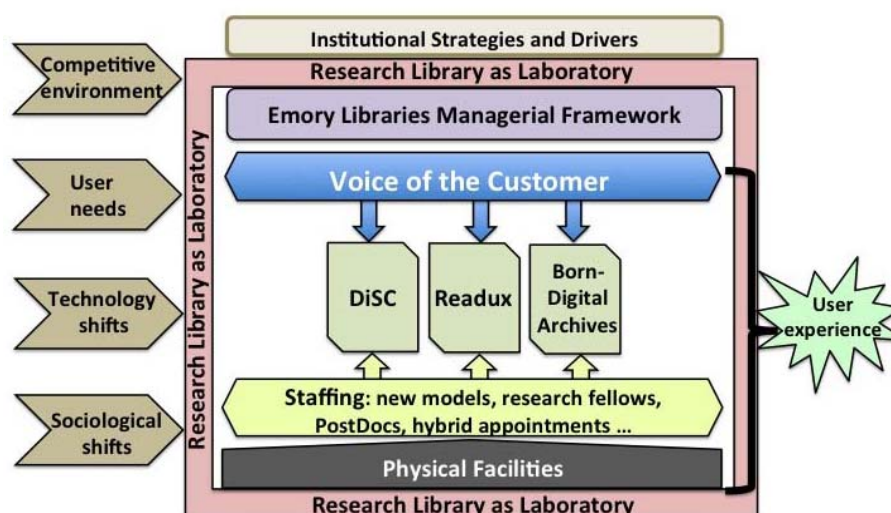 Institutional Strategies and Drivers
Research Library as Laboratory
Competitive
environment
Emory Libraries Managerial Framework
Research Library as Laboratory
User
needs
Voice of the Customer
Technology
shifts
DiSC
Readux
Born-
Digital
Archives
User
experience
Sociological
shifts
Staffing: new models, research fellows,
PostDocs, hybrid appointments ...
Physical Facilities
Research Library as Laboratory